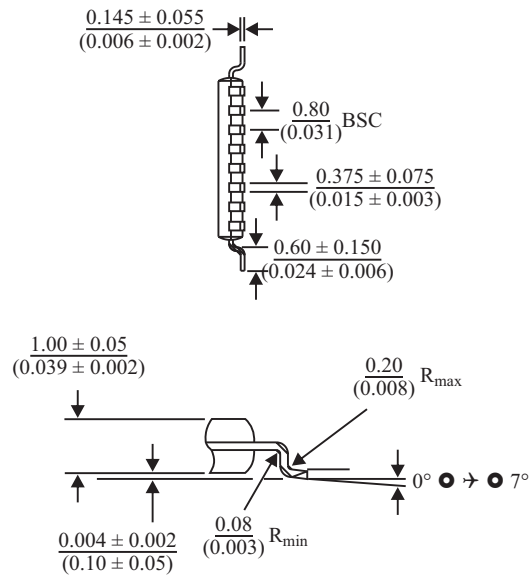 0.145 ± 0.055
(0.006 ± 0.002)
0.80
(0.031)
BSC
0.375 ± 0.075
(0.015 ± 0.003)
0.60 ± 0.150
(0.024 ± 0.006)
1.00 ± 0.05
(0.039 ± 0.002)
0.20
(0.008)
Rmax
0° ✪ ✈ ✪ 7°
0.004 ± 0.002
(0.10 ± 0.05)
0.08
(0.003)
Rmin